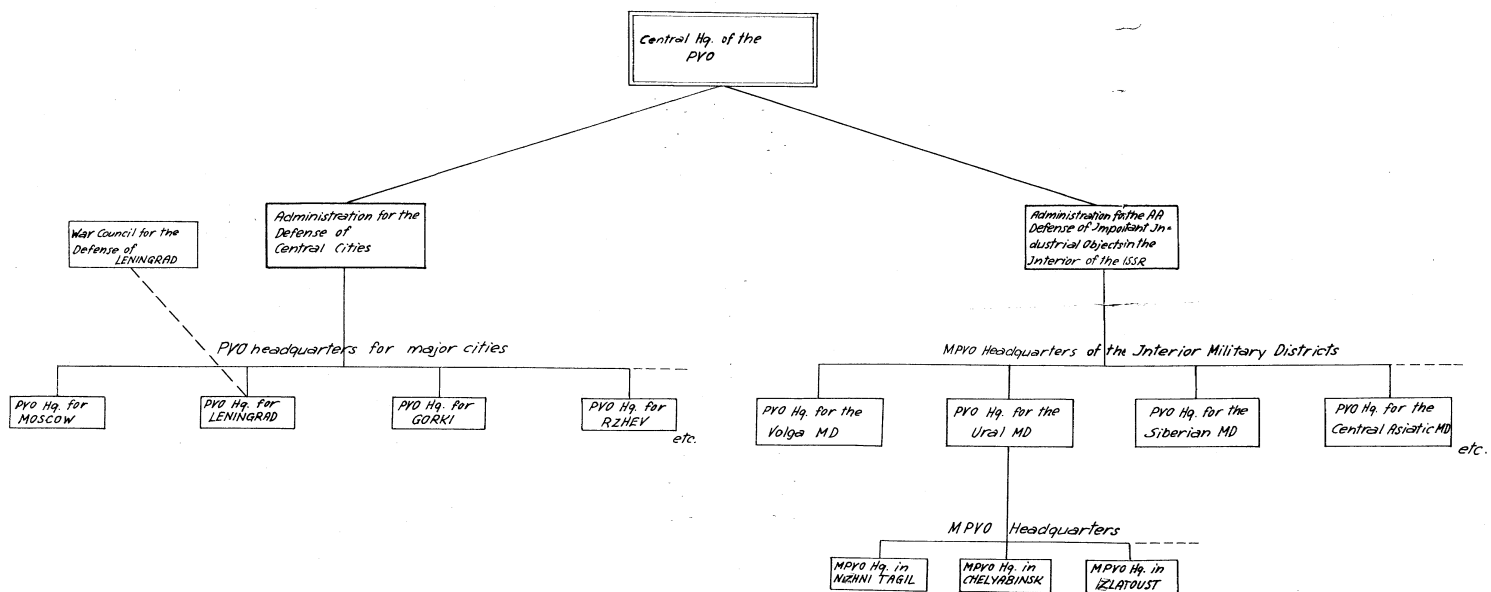 Central Hq. of the
PVO
Administration for the
Defense of
Central Cities
War Council for the
Defense of
LENINGRAD
Administration for the AA
Defense of Important In-
dustrial Objects in the
Interior of the ISSR
PVO headquarters for major cities
MPVO Headquarters of the Interior Military Districts
PVO Hq. for
MOSCOW
PVO Hq. for
LENINGRAD
PVO Hq. for
GORKI
PVO Hq. for
RZHEV
etc.
PVO Hq. for the
Volga MD
PVO Hq. for the
Ural MD
PVO Hq. for the
Siberian MD
PVO Hq. for the
Central Asiatic MD
etc.
MPVO Headquarters
MPVO Hq. in
NIZHNI TAGIL
MPVO Hq. in
CHELYABINSK
MPVO Hq. in
ZLATOUST